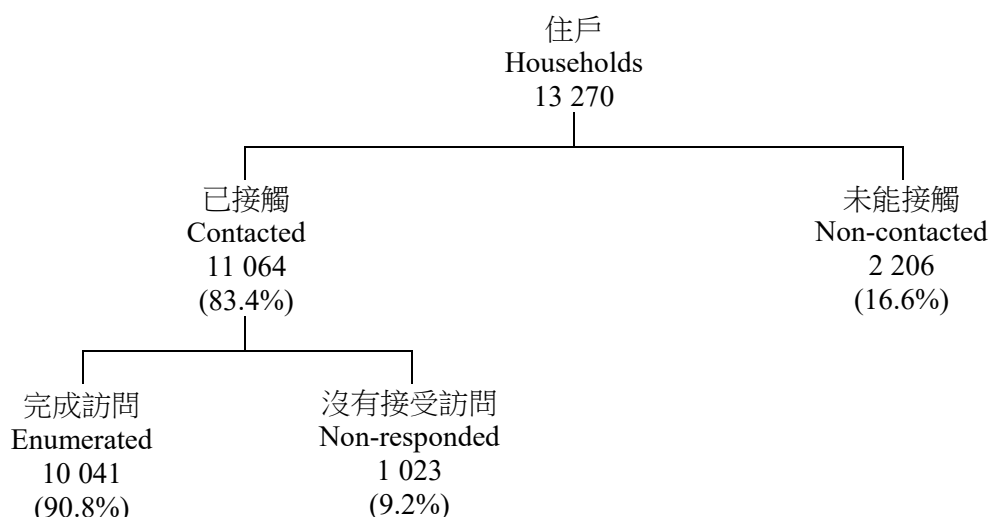 住戶
Households
13 270
已接觸
Contacted
11 064
(83.4%)
未能接觸
Non-contacted
2 206
(16.6%)
完成訪問
Enumerated
10 041
(90.8%)
沒有接受訪問
Non-responded
1 023
(9.2%)